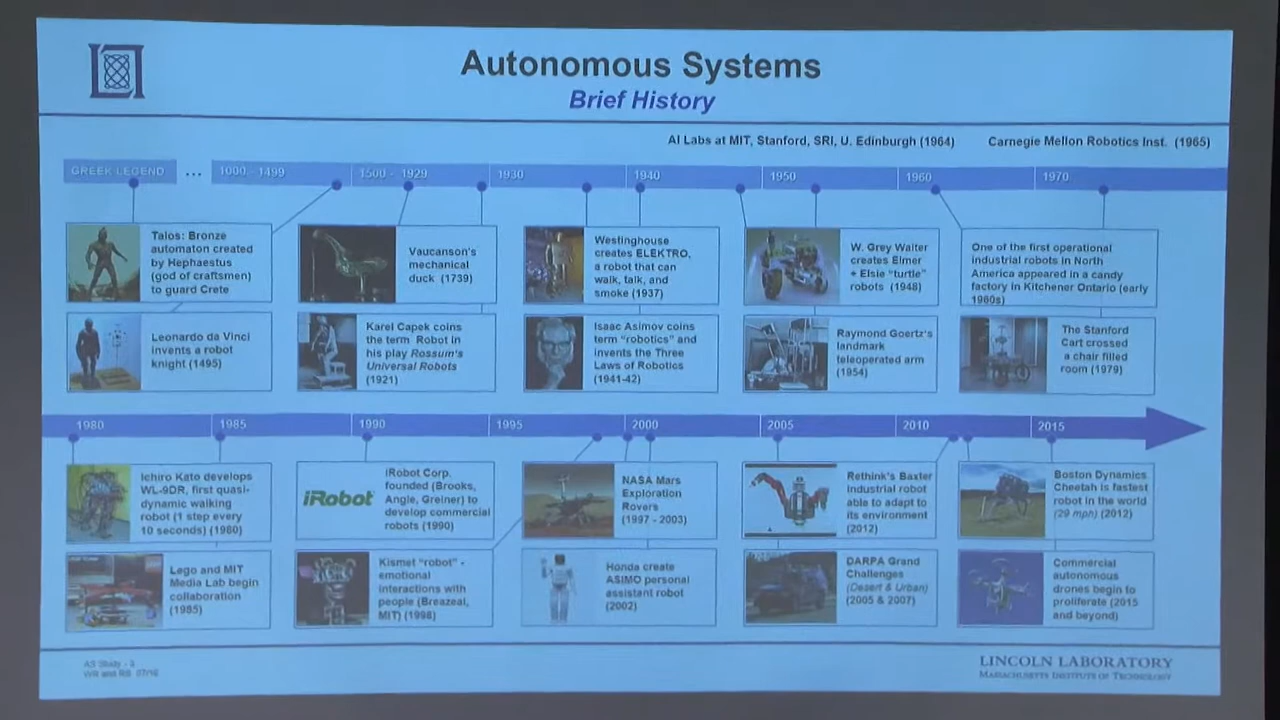 Autonomous Systems
Brief History
AI Labs at MIT, Stanford, SRI, U. Edinburgh (1964)
Carnegie Mellon Robotics Inst. (1965)
GREEK LEGEND
...
1000 - 1499
1500 - 1929
1930
1940
1950
1960
1970
Talos: Bronze
automaton created
by Hephaestus
(god of craftsmen)
to guard Crete
Vaucanson's
mechanical
duck (1739)
Westinghouse
creates ELEKTRO,
a robot that can
walk, talk, and
smoke (1937)
W. Grey Walter
creates Elmer
+ Elsie "turtle"
robots (1948)
One of the first operational
industrial robots in North
America appeared in a candy
factory in Kitchener Ontario (early
1960s)
Leonardo da Vinci
invents a robot
knight (1495)
Karel Capek coins
the term Robot in
his play Rossum's
Universal Robots
(1921)
Isaac Asimov coins
term "robotics" and
invents the Three
Laws of Robotics
(1941-42)
Raymond Goertz's
landmark
teleoperated arm
(1954)
The Stanford
Cart crossed
a chair filled
room (1979)
1980
1985
1990
1995
2000
2005
2010
2015
Ichiro Kato develops
WL-9DR, first quasi-
dynamic walking
robot (1 step every
10 seconds) (1980)
iRobot
iRobot Corp.
founded (Brooks,
Angle, Greiner) to
develop commercial
robots (1990)
NASA Mars
Exploration
Rovers
(1997 - 2003)
Rethink's Baxter
industrial robot
able to adapt to
its environment
(2012)
Boston Dynamics
Cheetah is fastest
robot in the world
(29 mph) (2012)
Lego and MIT
Media Lab begin
collaboration
(1985)
Kismet "robot" -
emotional
interactions with
people (Breazeal,
MIT) (1998)
Honda create
ASIMO personal
assistant robot
(2002)
DARPA Grand
Challenges
(Desert & Urban)
(2005 & 2007)
Commercial
autonomous
drones begin to
proliferate (2015
and beyond)
AS Study - 3
WR and RB 07/16
LINCOLN LABORATORY
MASSACHUSETTS INSTITUTE OF TECHNOLOGY